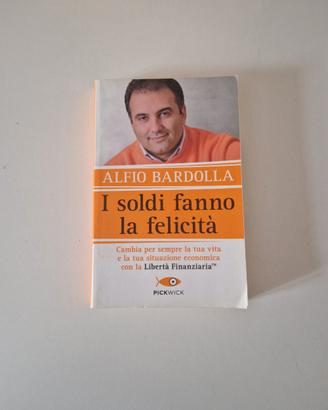 ALFIO BARDOLLA
I soldi fanno
la felicità
Cambia per sempre la tua vita
e la tua situazione economica
con la Libertà Finanziaria™
PICKWICK